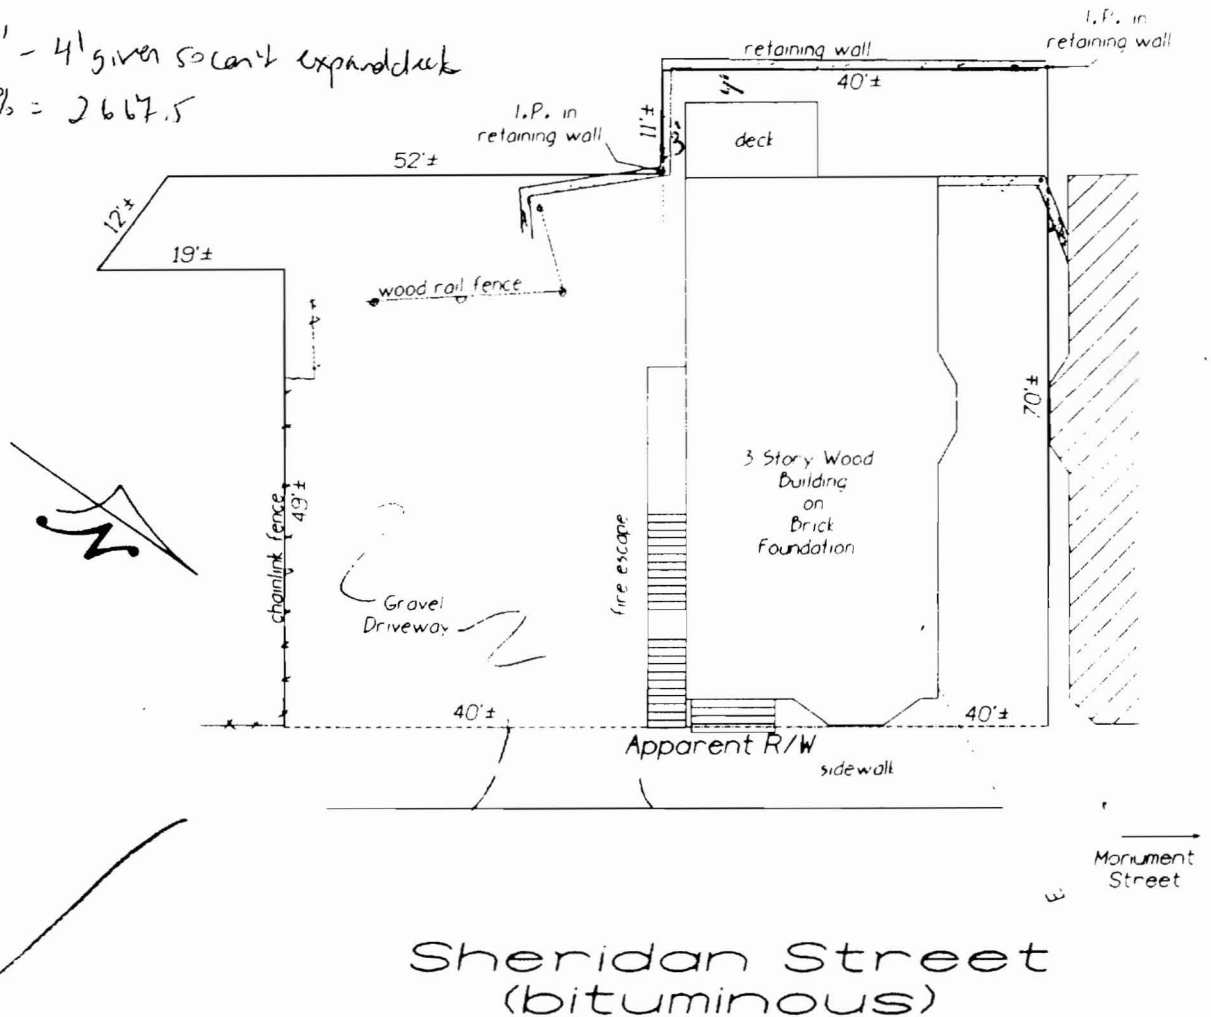 ' - 4' given so can't expand deck
% = 2667.5
I.P. in
retaining wall
retaining wall
40'±
I.P. in
retaining wall
4'
11'±
3'
deck
52'±
12'±
19'±
wood rail fence
70'±
3 Story Wood
Building
on
Brick
Foundation
chainlink fence
49'±
fire escape
Gravel
Driveway
40'±
40'±
Apparent R/W
sidewalk
Monument
Street
Sheridan Street
(bituminous)